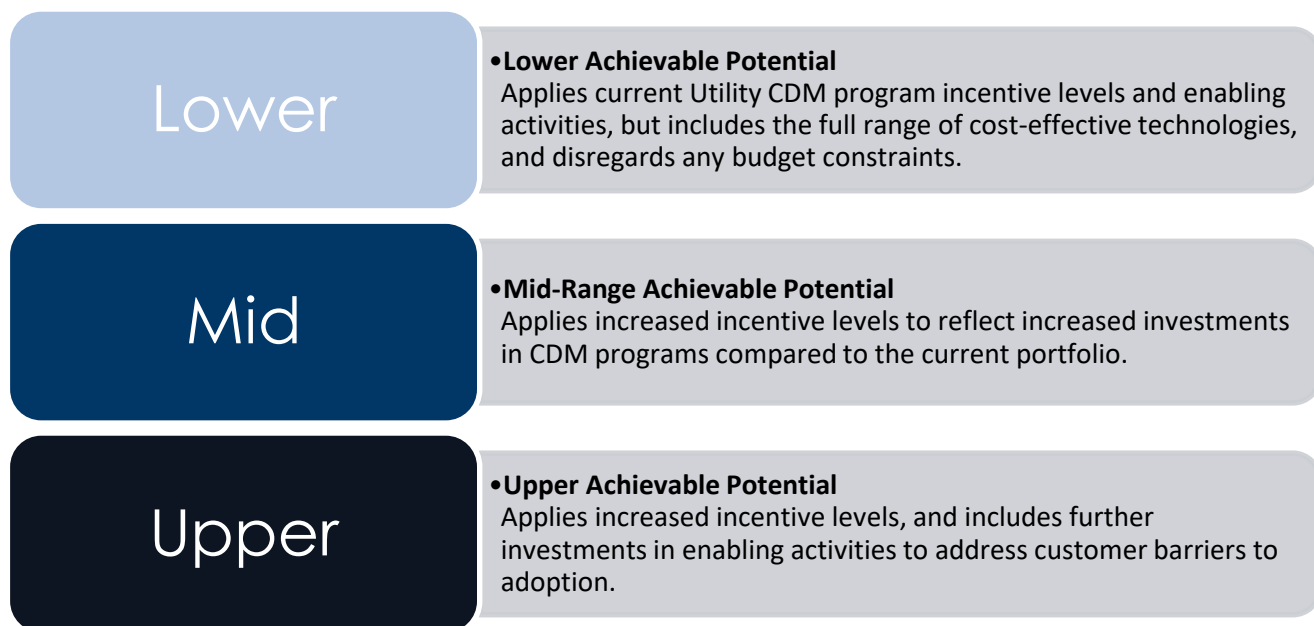 Lower
•Lower Achievable Potential
Applies current Utility CDM program incentive levels and enabling
activities, but includes the full range of cost-effective technologies,
and disregards any budget constraints.
Mid
•Mid-Range Achievable Potential
Applies increased incentive levels to reflect increased investments
in CDM programs compared to the current portfolio.
Upper
•Upper Achievable Potential
Applies increased incentive levels, and includes further
investments in enabling activities to address customer barriers to
adoption.